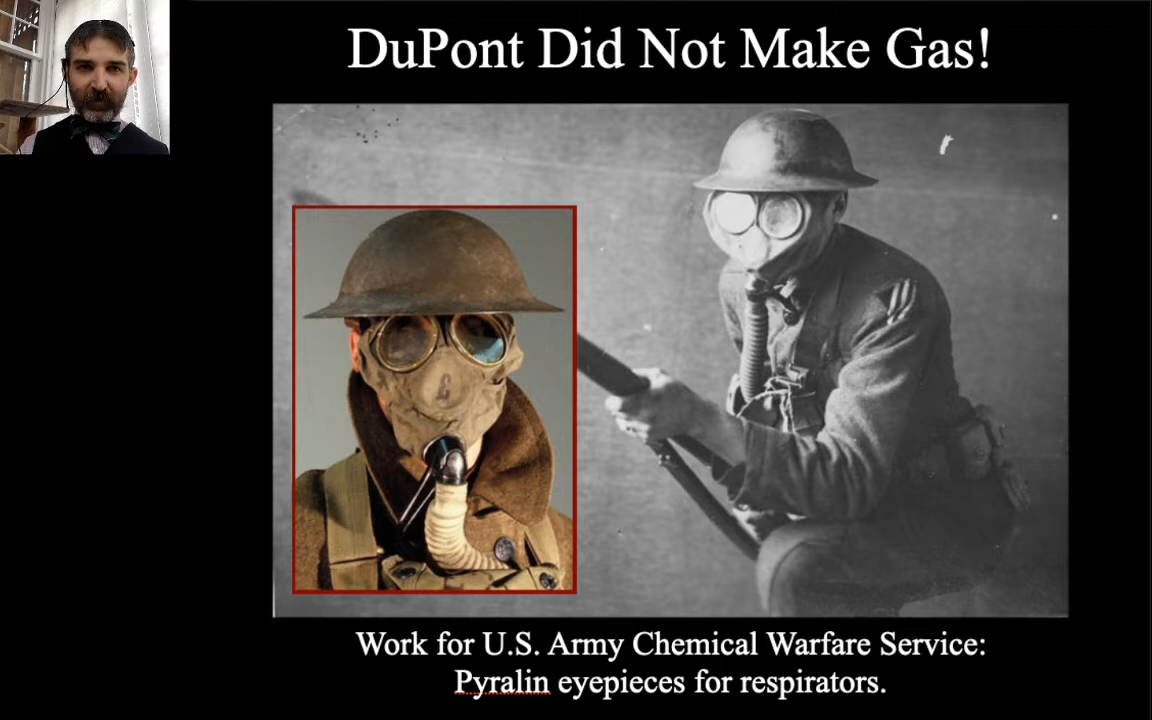 DuPont Did Not Make Gas!
Work for U.S. Army Chemical Warfare Service:
Pyralin eyepieces for respirators.